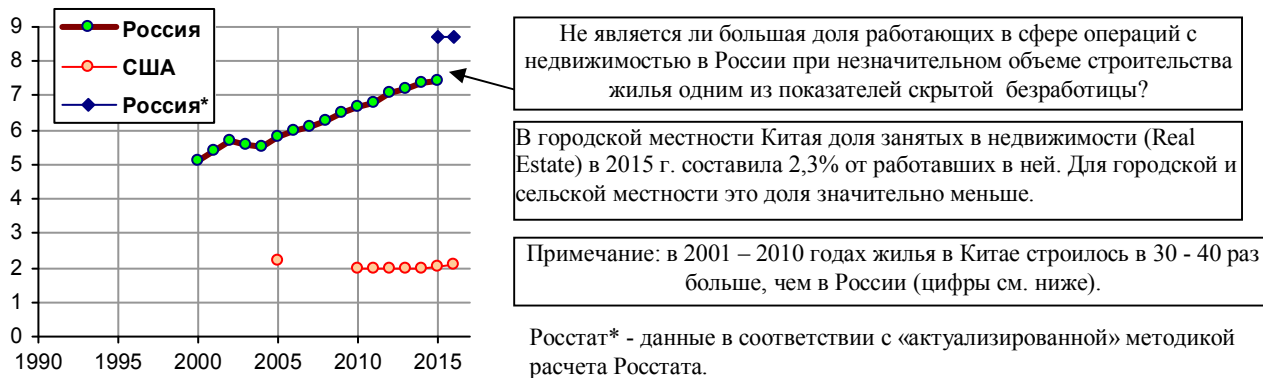 9
8
7
6
5
4
3
2
1
0
1990 1995 2000 2005 2010 2015
Россия
США
Россия*
Не является ли большая доля работающих в сфере операций с
недвижимостью в России при незначительном объеме строительства
жилья одним из показателей скрытой безработицы?
В городской местности Китая доля занятых в недвижимости (Real
Estate) в 2015 г. составила 2,3% от работавших в ней. Для городской и
сельской местности это доля значительно меньше.
Примечание: в 2001 – 2010 годах жилья в Китае строилось в 30 - 40 раз
больше, чем в России (цифры см. ниже).
Росстат* - данные в соответствии с «актуализированной» методикой
расчета Росстата.